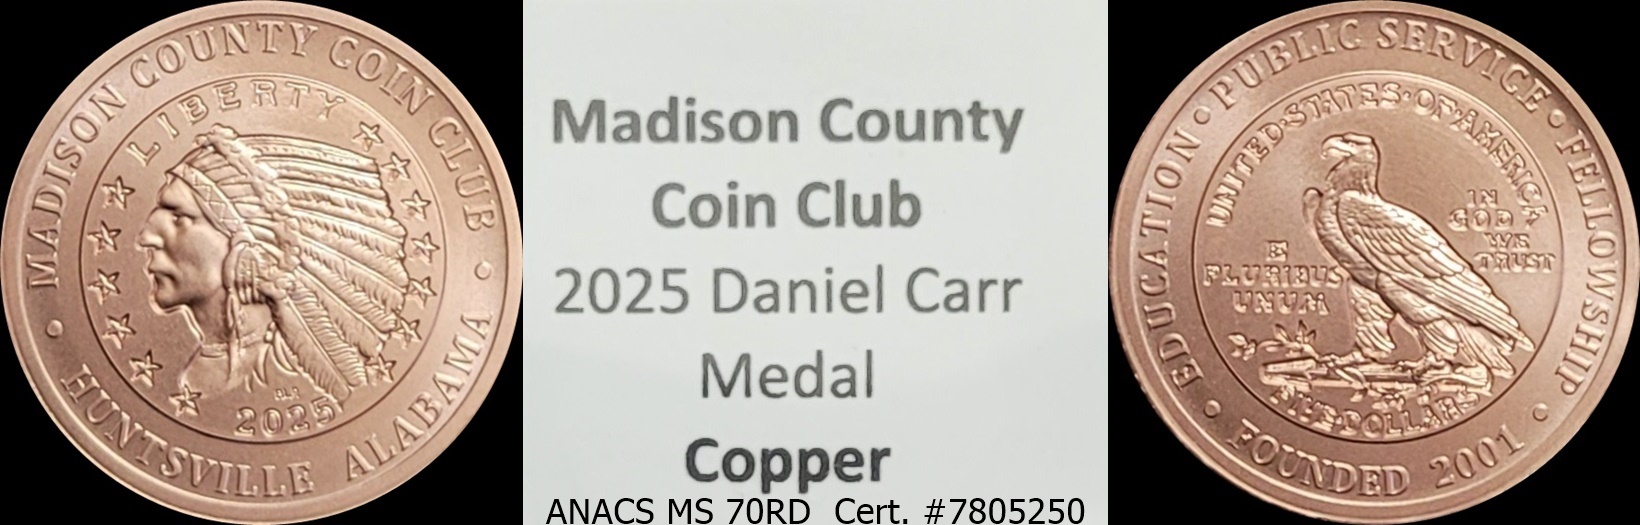 MADISON COUNTY COIN CLUB
LIBERTY
2025
HUNTSVILLE ALABAMA
Madison County
Coin Club
2025 Daniel Carr
Medal
Copper
ANACS MS 70RD Cert. #7805250
EDUCATION · PUBLIC SERVICE · FELLOWSHIP
UNITED·STATES·OF·AMERICA
IN
GOD
WE
TRUST
E
PLURIBUS
UNUM
FIVE·DOLLARS
· FOUNDED 2001 ·